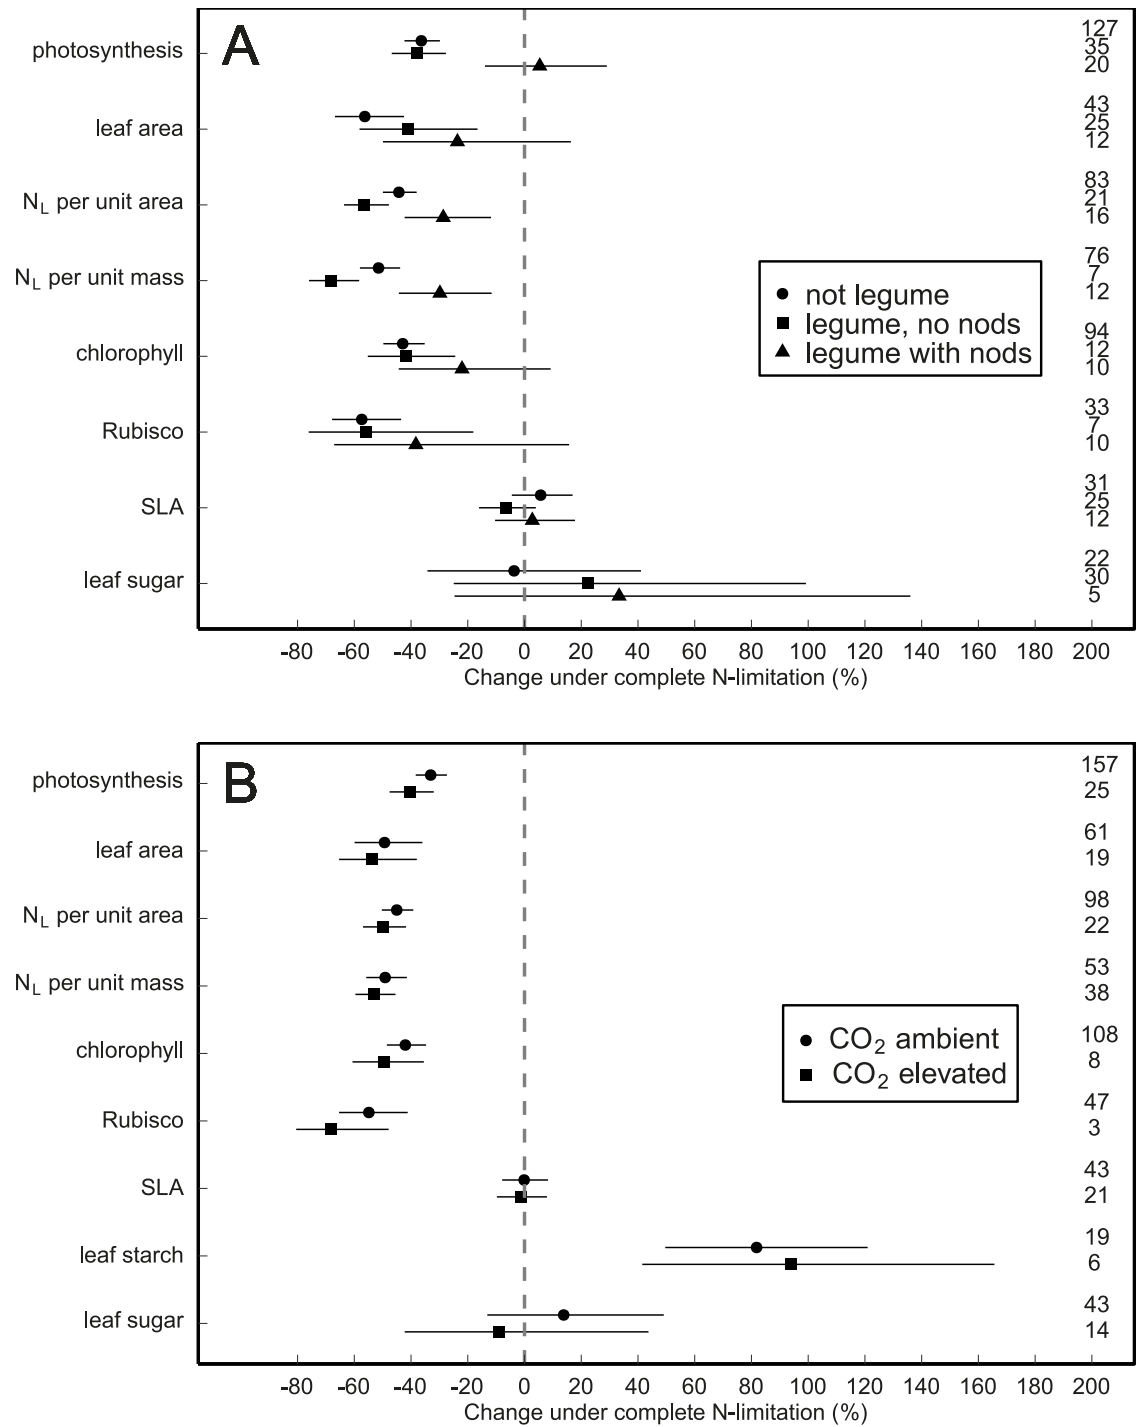 A
photosynthesis
127
35
20
leaf area
43
25
12
N_L per unit area
83
21
16
N_L per unit mass
76
7
12
not legume
legume, no nods
legume with nods
chlorophyll
94
12
10
Rubisco
33
7
10
SLA
31
25
12
leaf sugar
22
30
5
-80 -60 -40 -20 0 20 40 60 80 100 120 140 160 180 200
Change under complete N-limitation (%)
B
photosynthesis
157
25
leaf area
61
19
N_L per unit area
98
22
N_L per unit mass
53
38
CO₂ ambient
CO₂ elevated
chlorophyll
108
8
Rubisco
47
3
SLA
43
21
leaf starch
19
6
leaf sugar
43
14
-80 -60 -40 -20 0 20 40 60 80 100 120 140 160 180 200
Change under complete N-limitation (%)